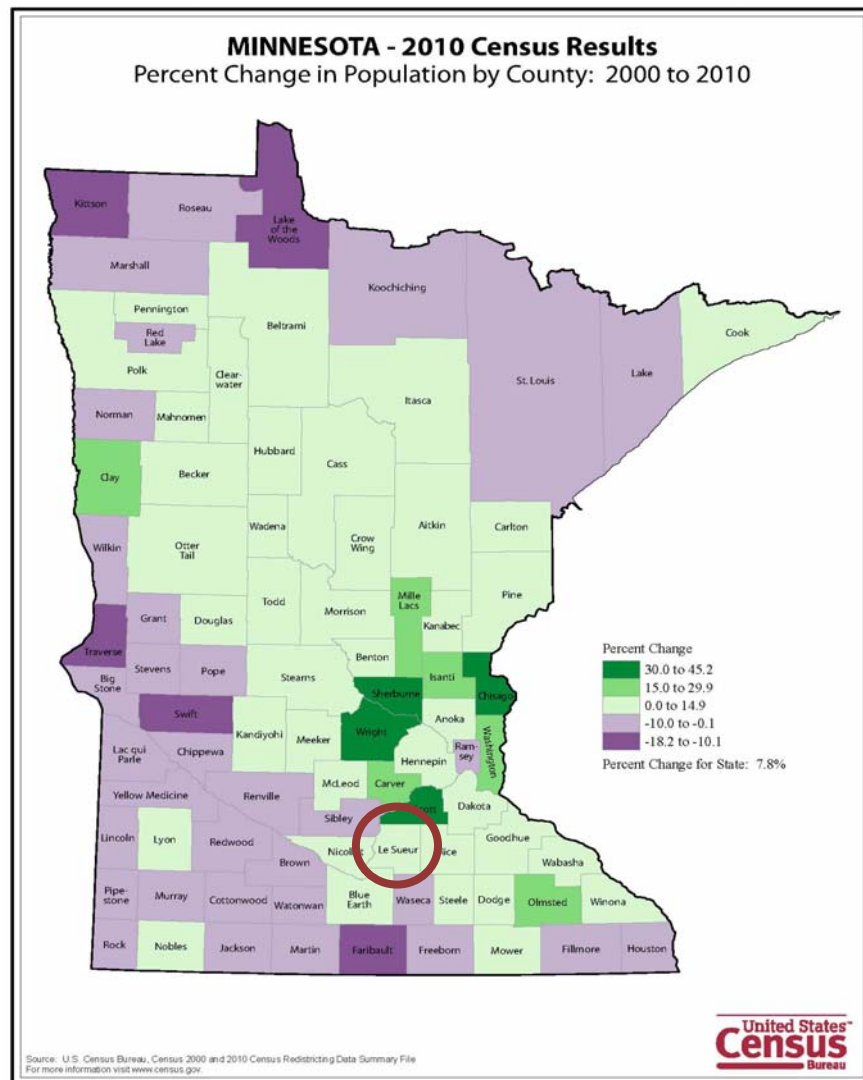 MINNESOTA - 2010 Census Results
Percent Change in Population by County: 2000 to 2010
Kittson
Roseau
Lake
of the
Woods
Marshall
Koochiching
Pennington
Red
Lake
Beltrami
Cook
Polk
Clear-
water
St. Louis
Lake
Itasca
Norman
Mahnomen
Hubbard
Cass
Clay
Becker
Wadena
Crow
Wing
Aitkin
Carlton
Wilkin
Otter
Tail
Mille
Lacs
Pine
Todd
Morrison
Kanabec
Grant
Douglas
Traverse
Benton
Stevens
Pope
Big
Stone
Stearns
Isanti
Sherburne
Chisago
Swift
Anoka
Kandiyohi
Meeker
Wright
Washington
Lac qui
Parle
Chippewa
Hennepin
Ram-
sey
McLeod
Carver
Yellow Medicine
Renville
Dakota
Sibley
Goodhue
Lincoln
Lyon
Redwood
Le Sueur
Brown
Wabasha
Pipe-
stone
Murray
Cottonwood
Watonwan
Blue
Earth
Waseca
Steele
Dodge
Olmsted
Winona
Rock
Nobles
Jackson
Martin
Faribault
Freeborn
Mower
Fillmore
Houston
Percent Change
30.0 to 45.2
15.0 to 29.9
0.0 to 14.9
-10.0 to -0.1
-18.2 to -10.1
Percent Change for State: 7.8%
Source: U.S. Census Bureau, Census 2000 and 2010 Census Redistricting Data Summary File
For more information visit www.census.gov.
United States™
Census
Bureau